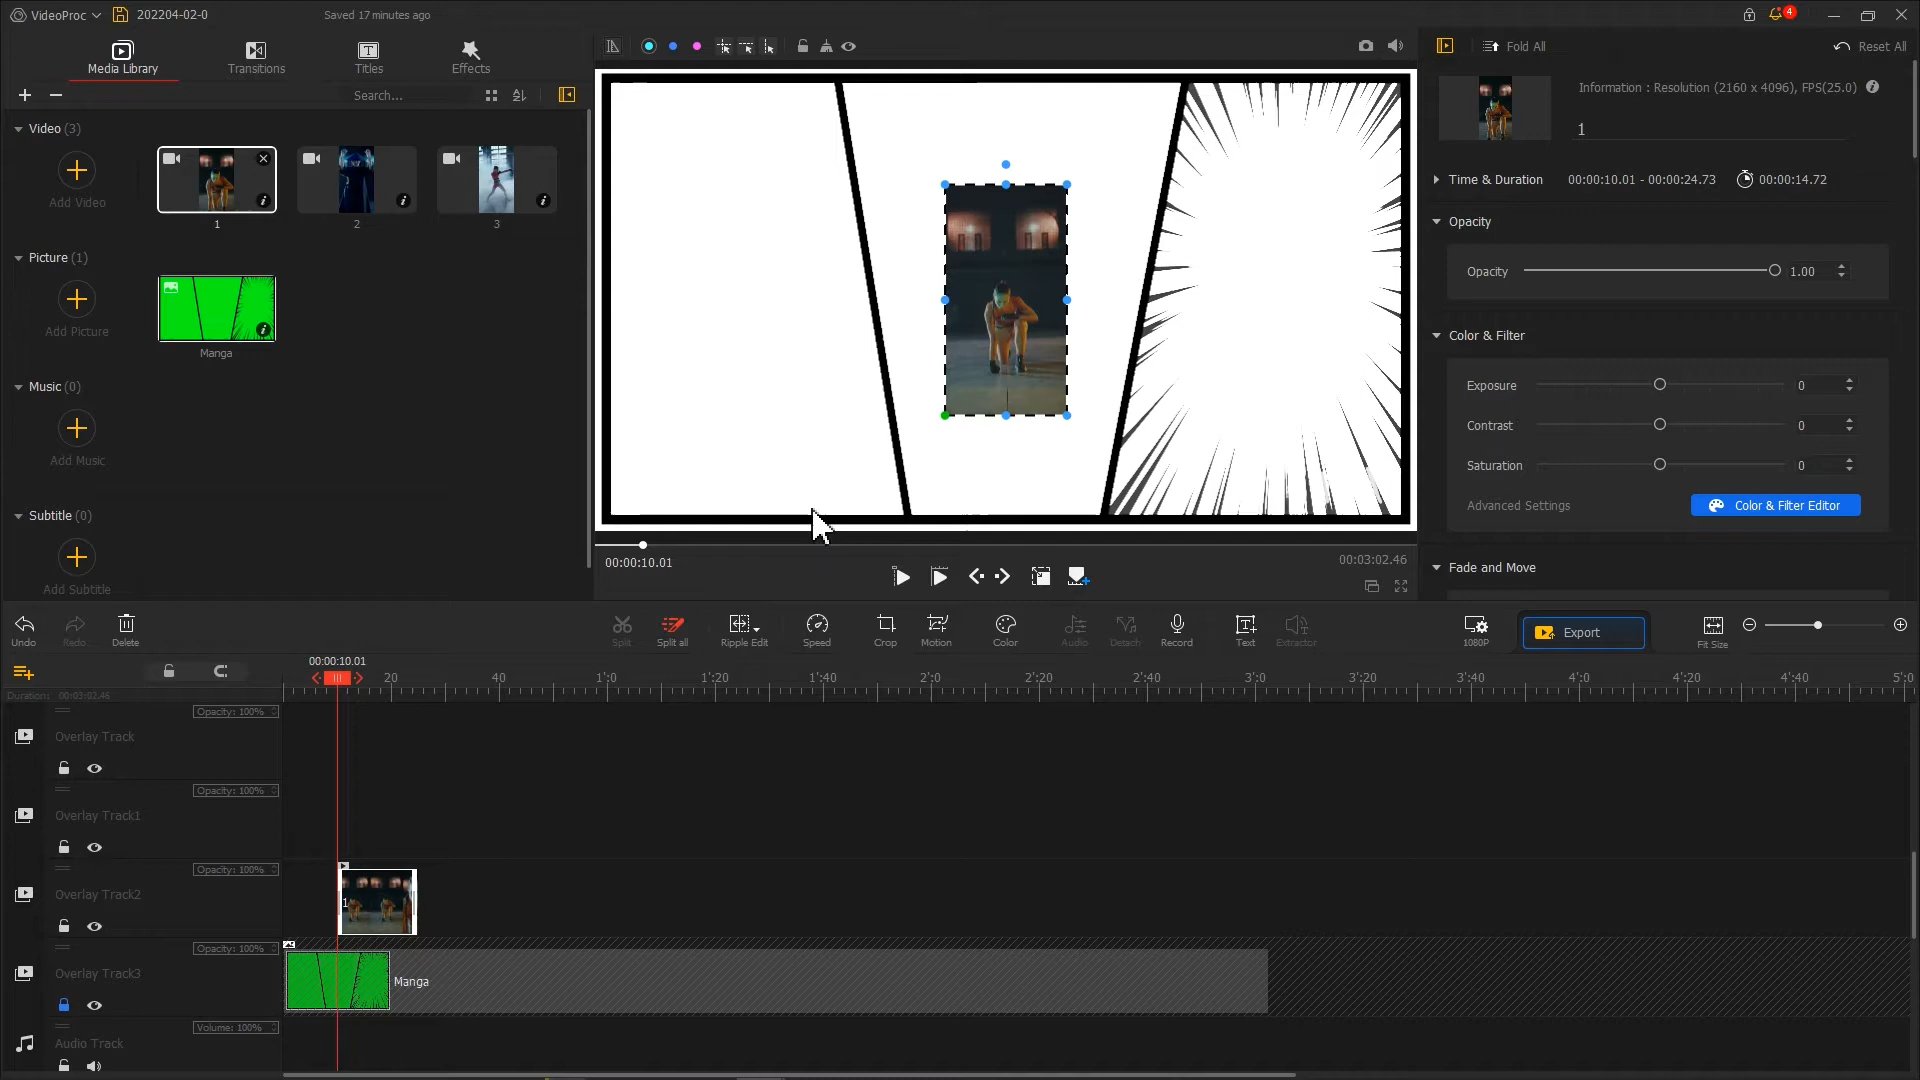 VideoProc
202204-02-0
Saved 17 minutes ago
4
Media Library
Transitions
Titles
Effects
Search...
Fold All
Reset All
Information : Resolution (2160 x 4096), FPS(25.0)
1
Video (3)
Add Video
1
2
3
Picture (1)
Add Picture
Manga
Music (0)
Add Music
Subtitle (0)
Add Subtitle
Time & Duration
00:00:10.01 - 00:00:24.73
00:00:14.72
Opacity
Opacity
1.00
Color & Filter
Exposure
0
Contrast
0
Saturation
0
Advanced Settings
Color & Filter Editor
Fade and Move
00:00:10.01
00:03:02.46
Undo
Redo
Delete
Split
Split all
Ripple Edit
Speed
Crop
Motion
Color
Audio
Detach
Record
Text
Extractor
1080P
Export
Fit Size
00:00:10.01
20
40
1':0
1':20
1':40
2':0
2':20
2':40
3':0
3':20
3':40
4':0
4':20
4':40
5':0
Duration: 00:03:02.46
Opacity: 100%
Overlay Track
Opacity: 100%
Overlay Track1
Opacity: 100%
Overlay Track2
1
Opacity: 100%
Overlay Track3
Manga
Volume: 100%
Audio Track